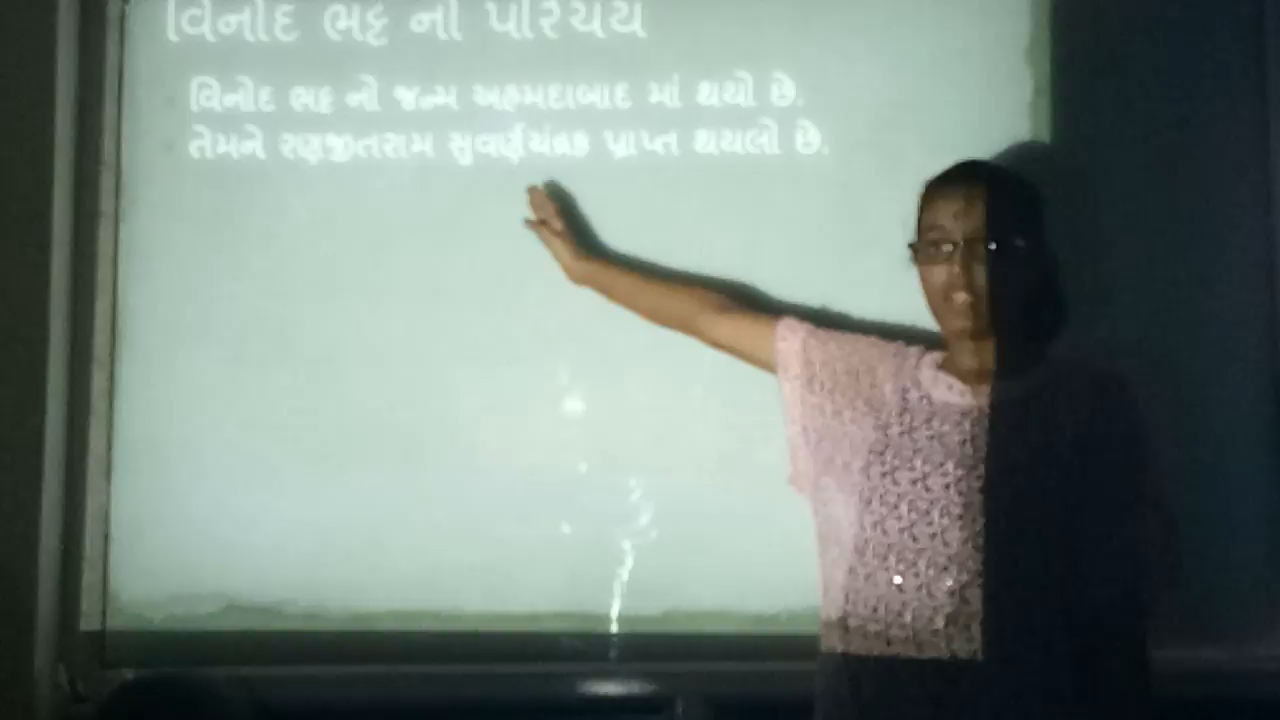 વિનોદ ભટ્ટ નો પરિચય
વિનોદ ભટ્ટ નો જન્મ અહમદાબાદ માં થયો છે.
તેમને રણજીતરામ સુવર્ણચંદ્રક પ્રાપ્ત થયલો છે.